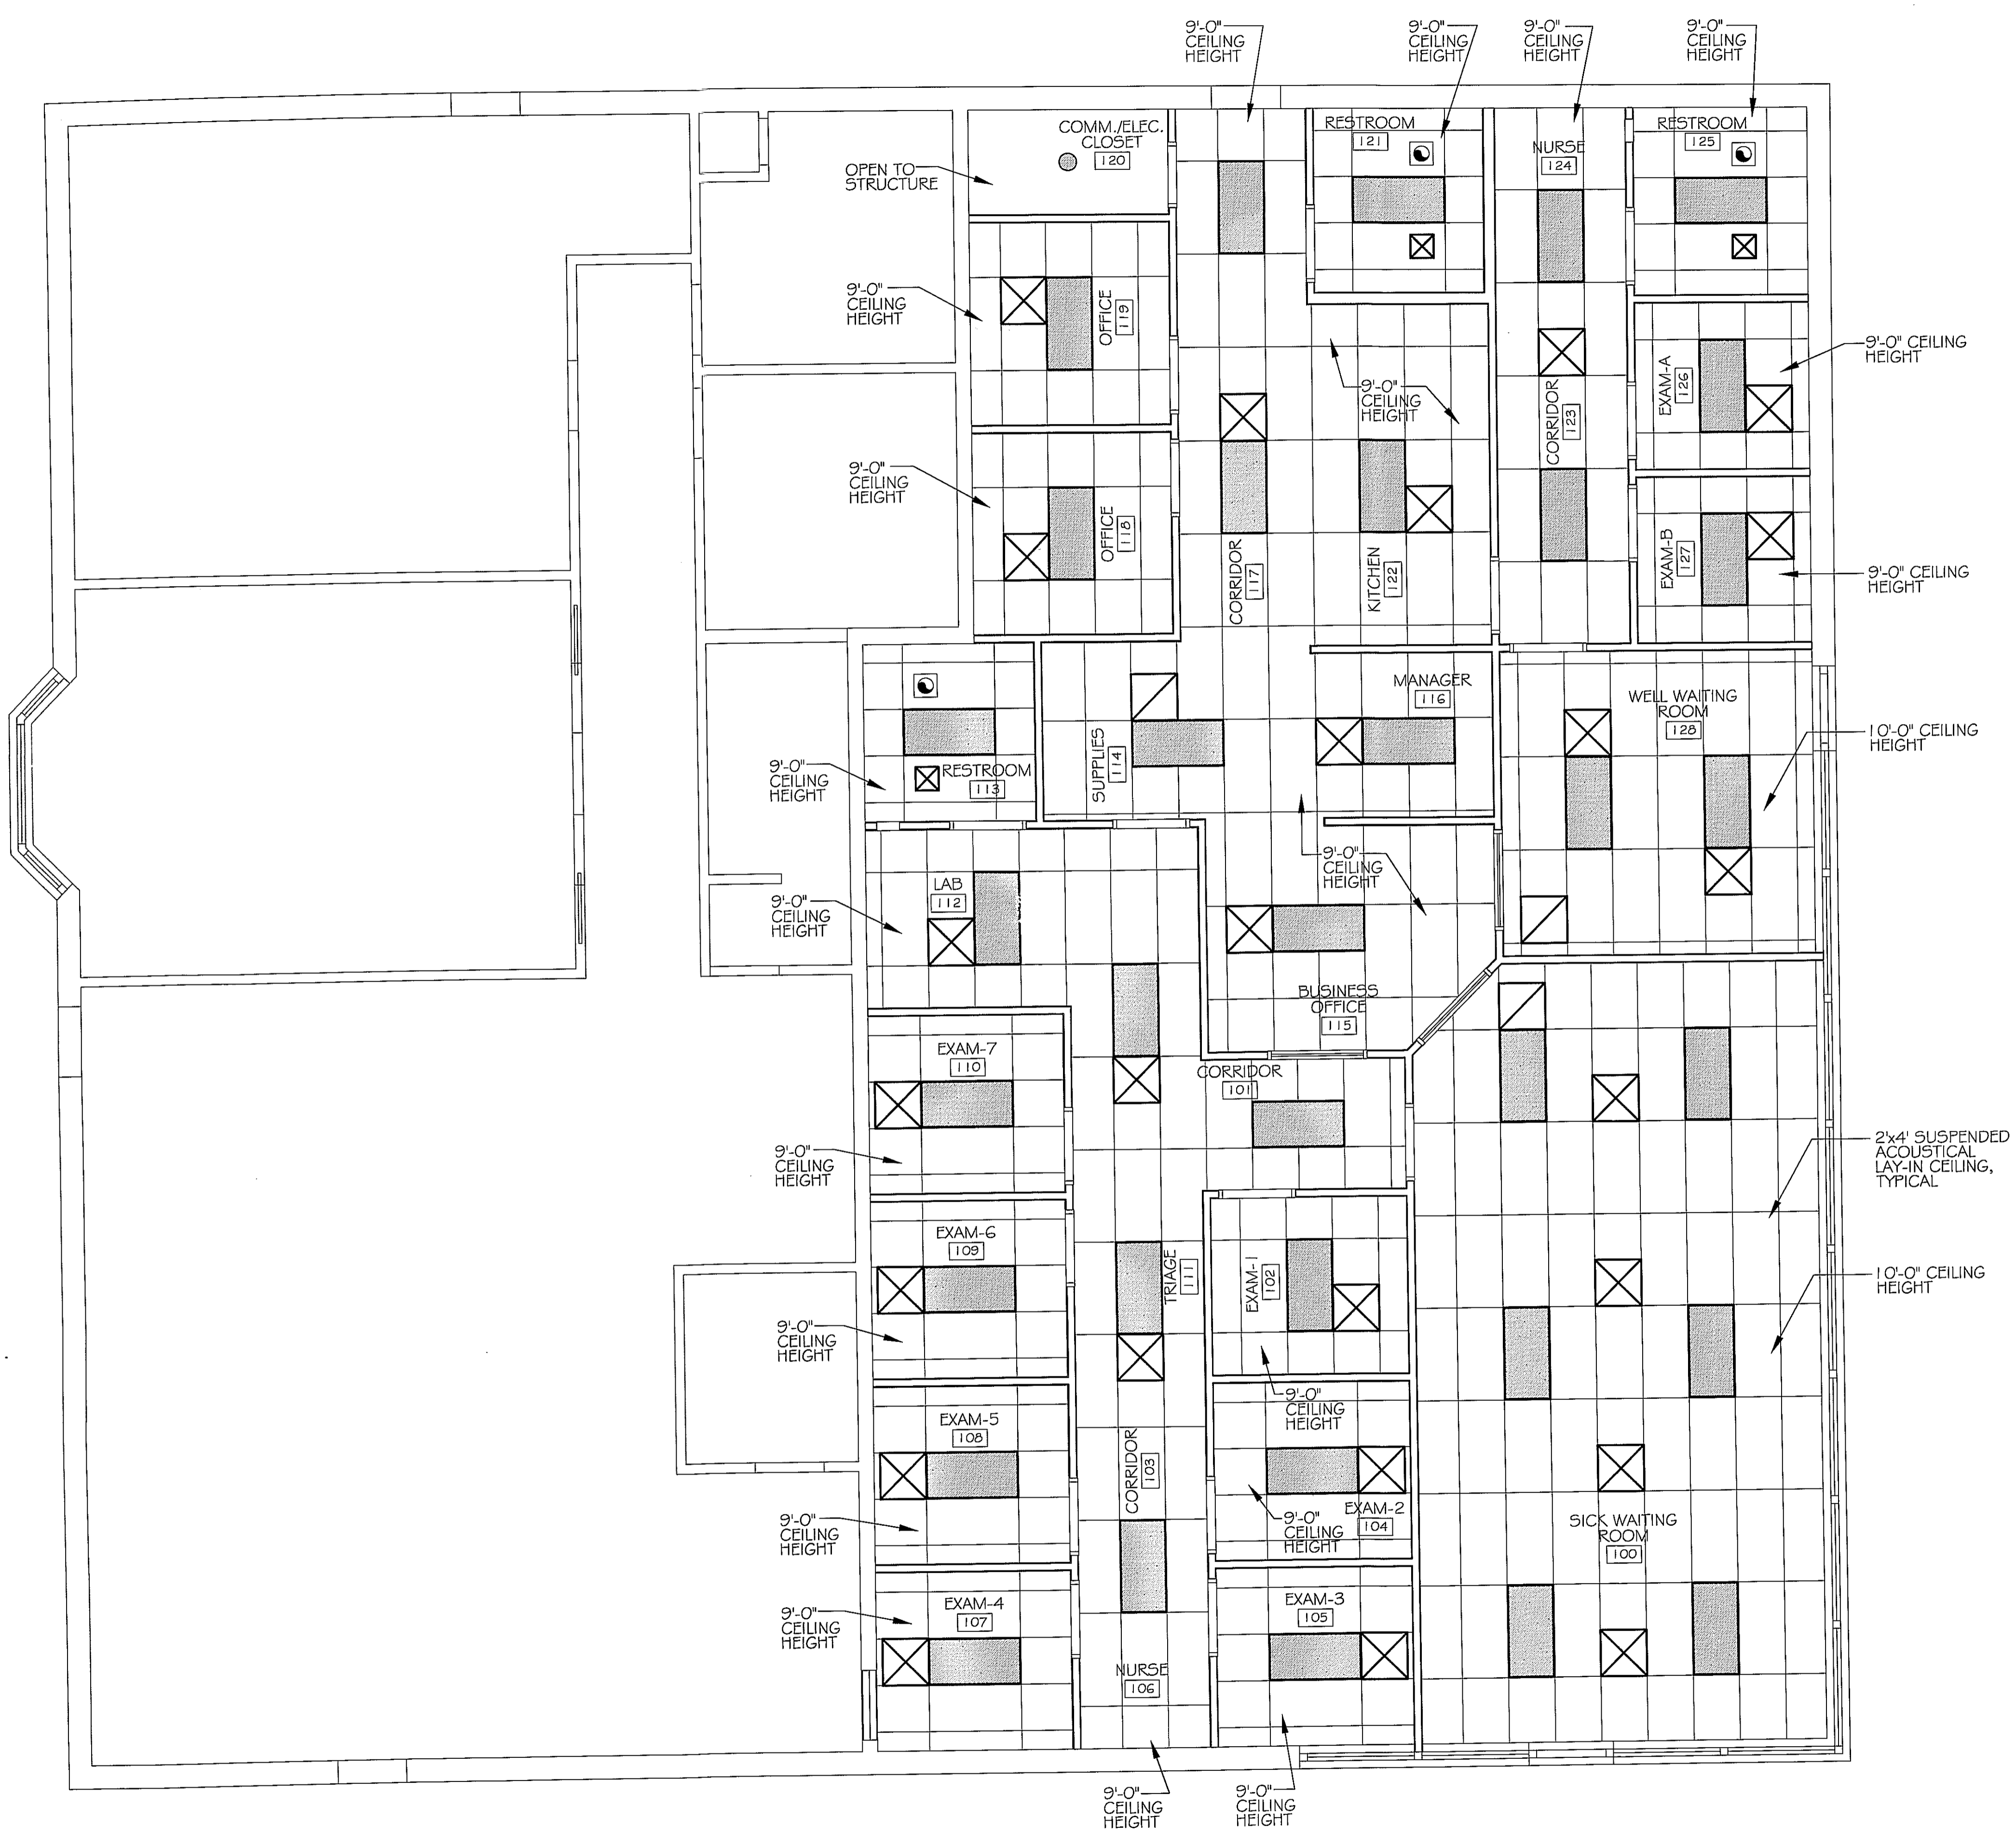 9'-0"
CEILING
HEIGHT
9'-0"
CEILING
HEIGHT
9'-0"
CEILING
HEIGHT
9'-0"
CEILING
HEIGHT
COMM./ELEC.
CLOSET
120
OPEN TO
STRUCTURE
RESTROOM
121
NURSE
124
RESTROOM
125
9'-0"
CEILING
HEIGHT
OFFICE
119
9'-0"
CEILING
HEIGHT
EXAM-A
126
9'-0" CEILING
HEIGHT
CORRIDOR
123
9'-0"
CEILING
HEIGHT
OFFICE
118
CORRIDOR
117
KITCHEN
122
EXAM-B
127
9'-0" CEILING
HEIGHT
MANAGER
116
WELL WAITING
ROOM
128
10'-0" CEILING
HEIGHT
SUPPLIES
114
9'-0"
CEILING
HEIGHT
RESTROOM
113
9'-0"
CEILING
HEIGHT
LAB
112
9'-0"
CEILING
HEIGHT
BUSINESS
OFFICE
115
EXAM-7
110
CORRIDOR
101
9'-0"
CEILING
HEIGHT
2'x4' SUSPENDED
ACOUSTICAL
LAY-IN CEILING,
TYPICAL
EXAM-6
109
TRIAGE
111
EXAM-1
102
10'-0" CEILING
HEIGHT
9'-0"
CEILING
HEIGHT
9'-0"
CEILING
HEIGHT
EXAM-5
108
CORRIDOR
103
9'-0"
CEILING
HEIGHT
EXAM-2
104
9'-0"
CEILING
HEIGHT
SICK WAITING
ROOM
100
EXAM-4
107
9'-0"
CEILING
HEIGHT
EXAM-3
105
NURSE
106
9'-0"
CEILING
HEIGHT
9'-0"
CEILING
HEIGHT